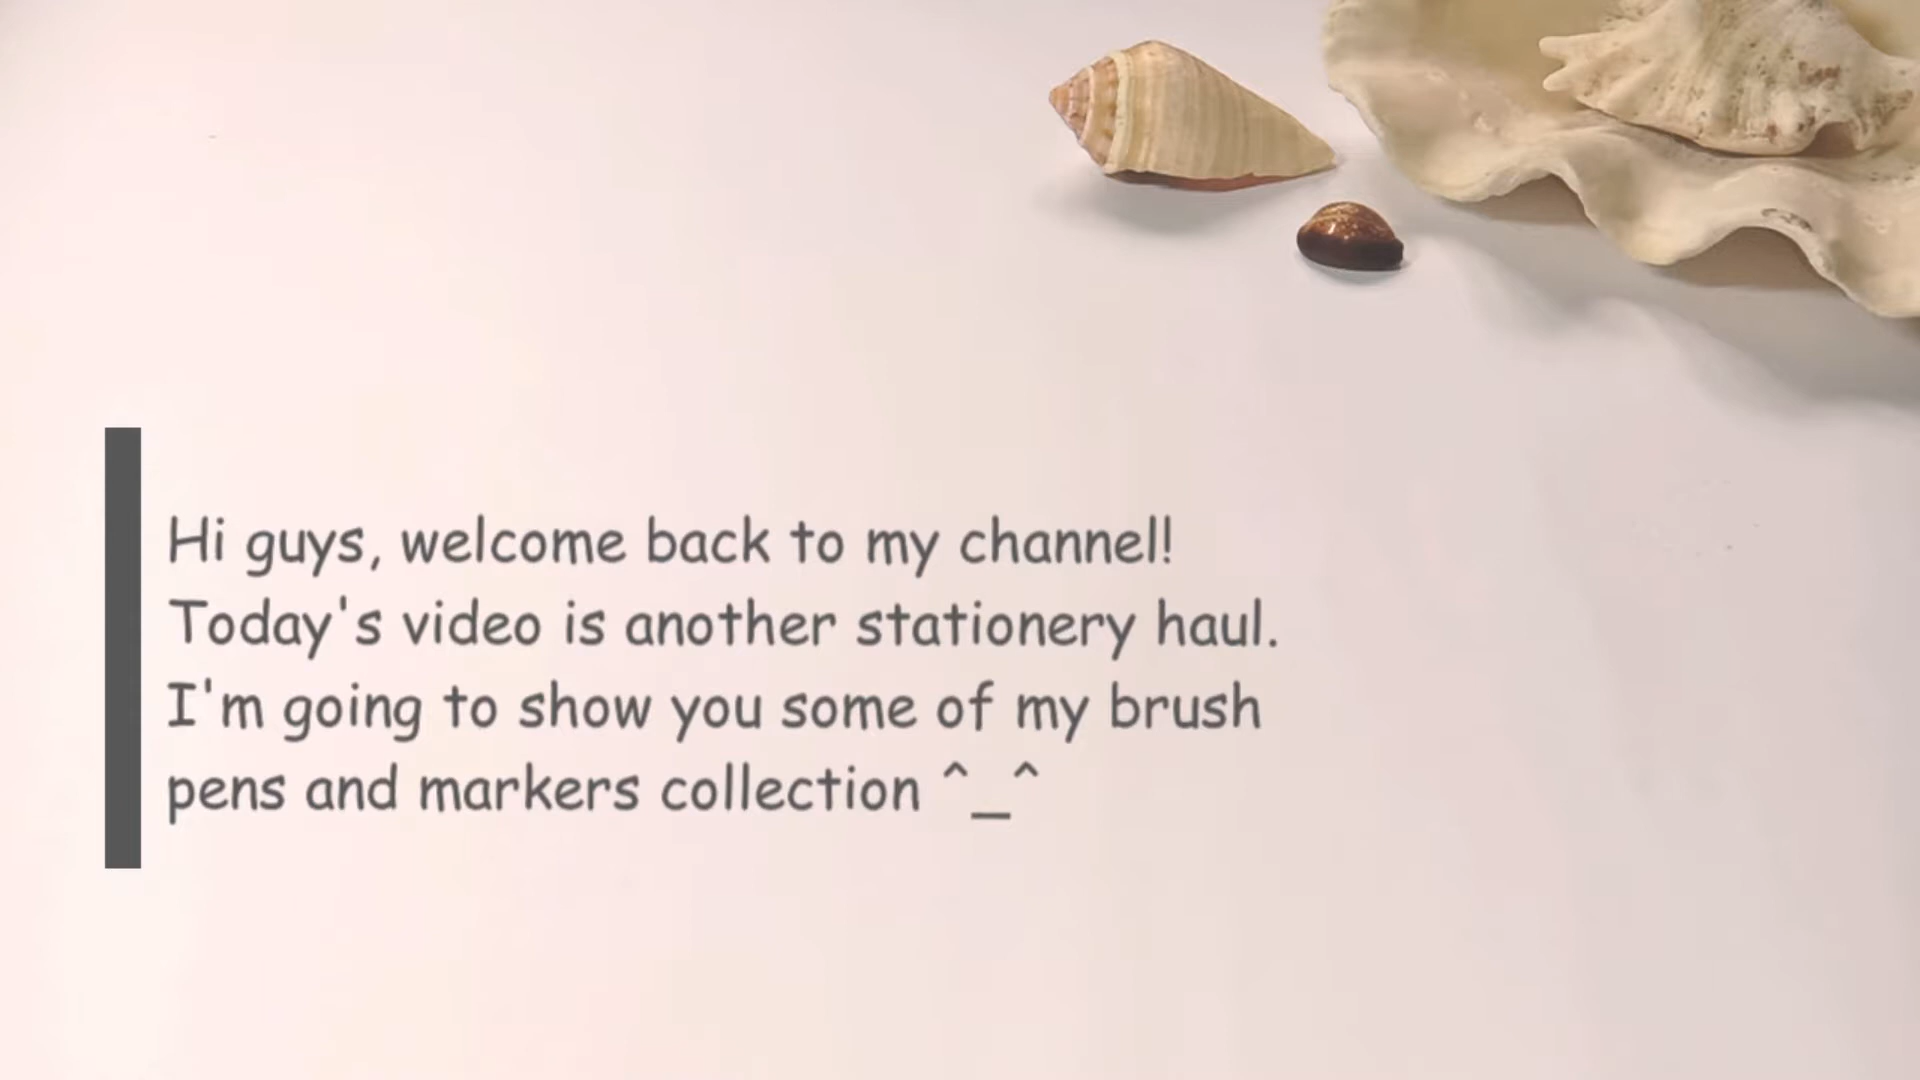 Hi guys, welcome back to my channel!
Today's video is another stationery haul.
I'm going to show you some of my brush
pens and markers collection ^_^